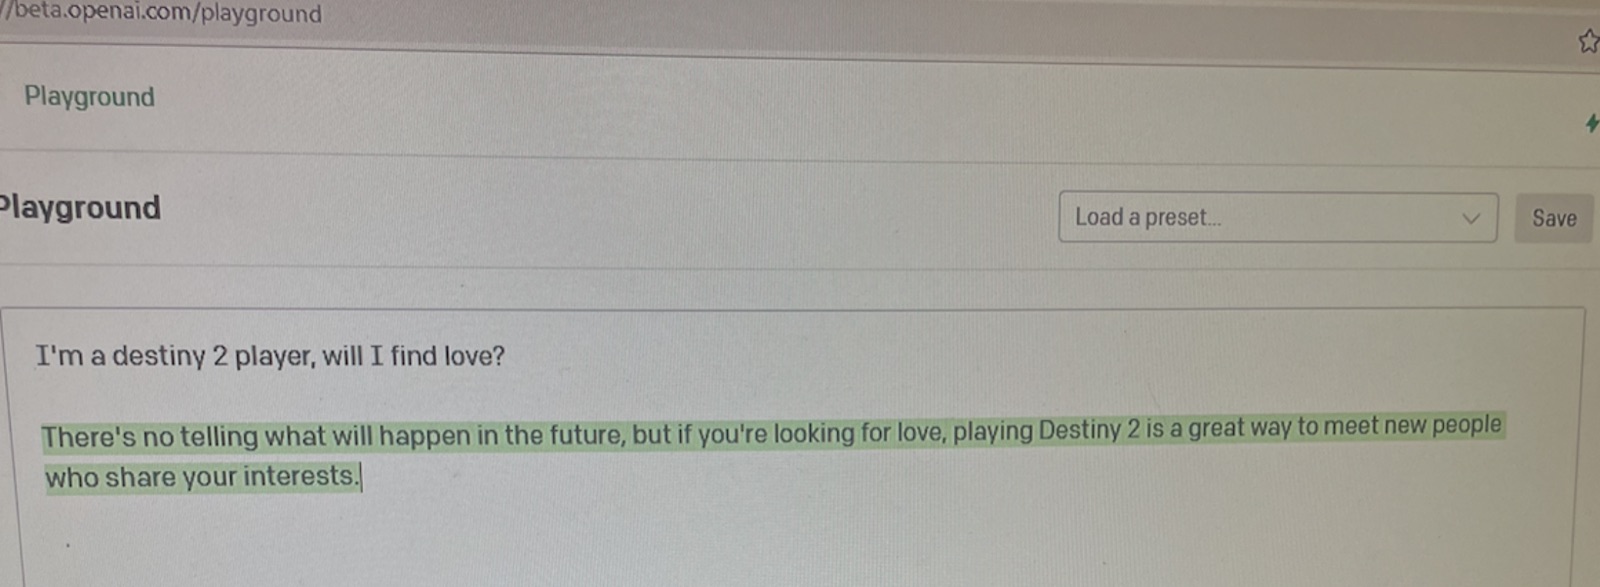 //beta.openai.com/playground
Playground
Playground
Load a preset...
Save
I'm a destiny 2 player, will I find love?
There's no telling what will happen in the future, but if you're looking for love, playing Destiny 2 is a great way to meet new people
who share your interests.